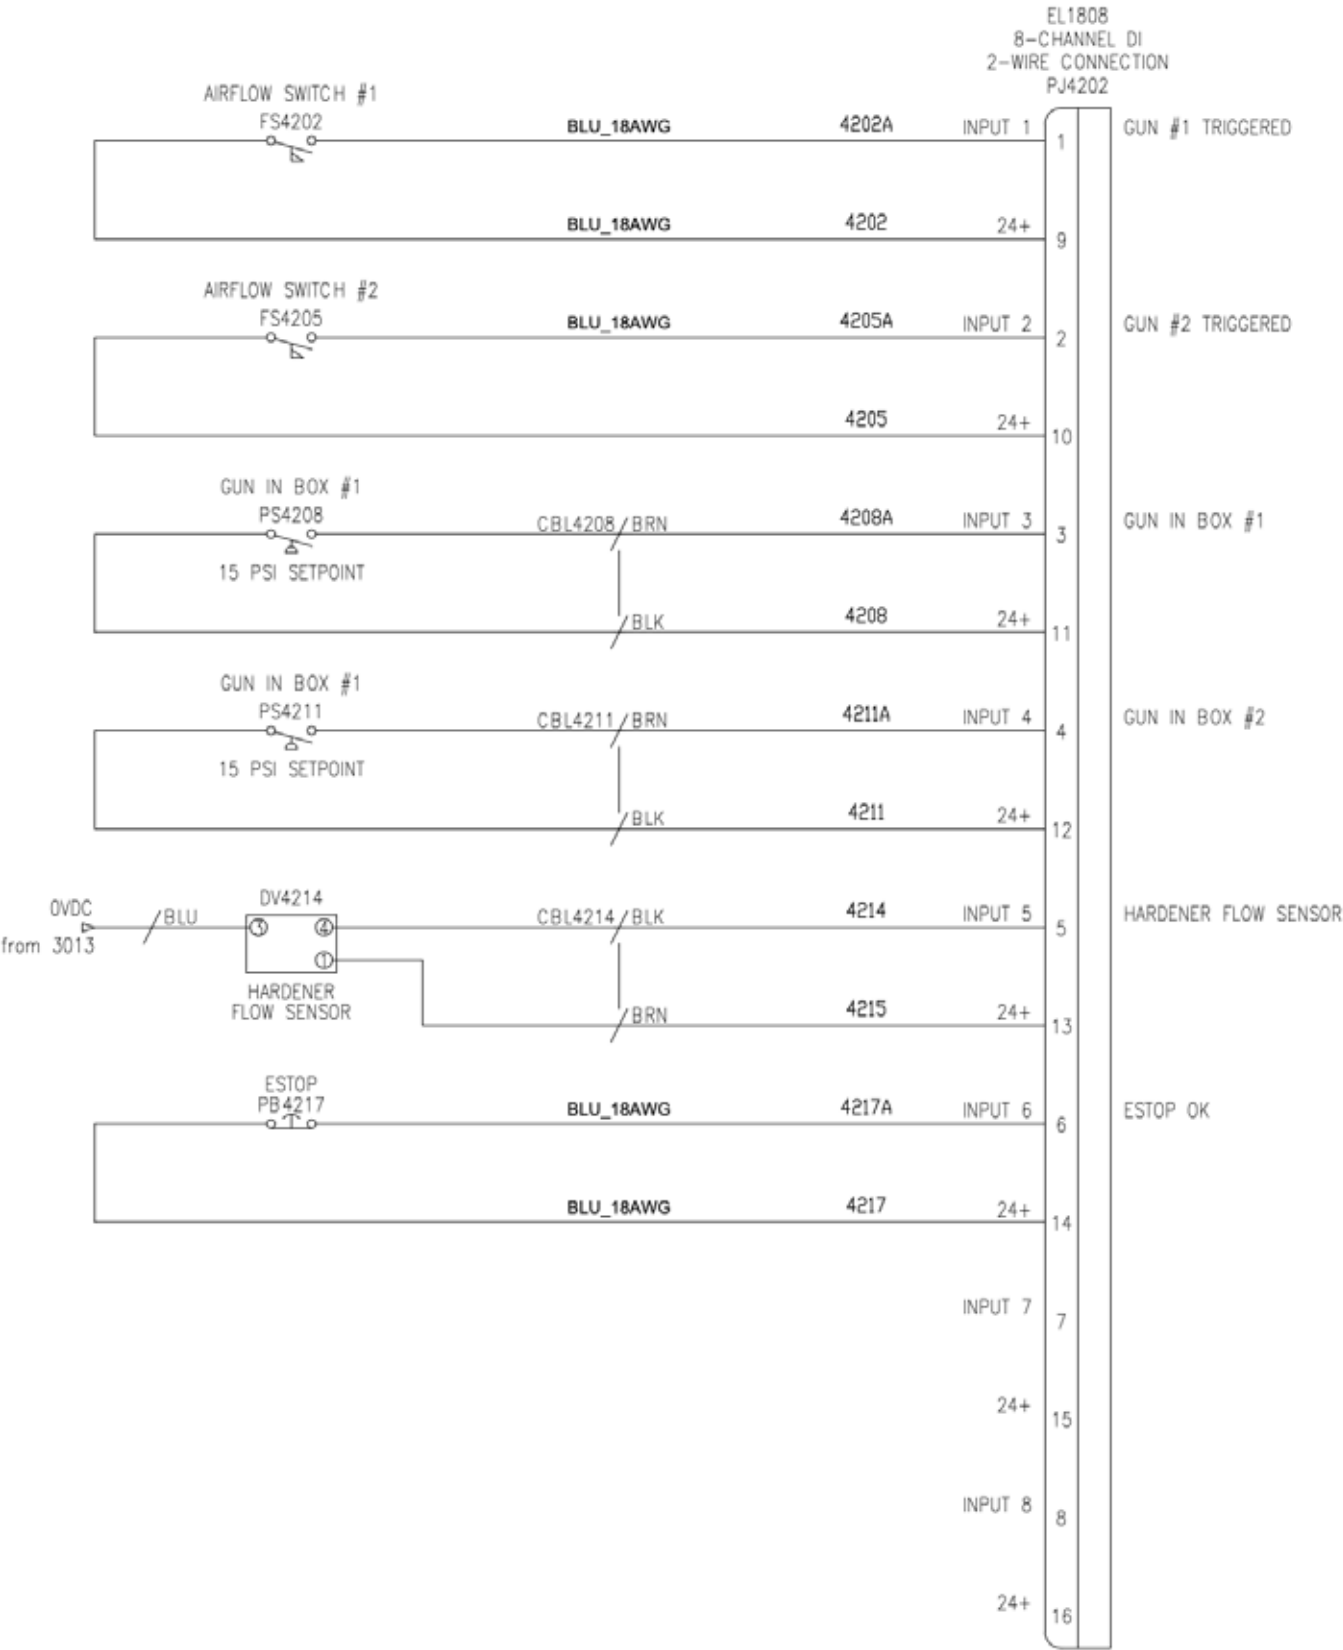 EL1808
8-CHANNEL DI
2-WIRE CONNECTION
PJ4202
AIRFLOW SWITCH #1
FS4202
BLU_18AWG
4202A
INPUT 1
1
GUN #1 TRIGGERED
BLU_18AWG
4202
24+
9
AIRFLOW SWITCH #2
FS4205
BLU_18AWG
4205A
INPUT 2
2
GUN #2 TRIGGERED
4205
24+
10
GUN IN BOX #1
PS4208
15 PSI SETPOINT
CBL4208
BRN
4208A
INPUT 3
3
GUN IN BOX #1
BLK
4208
24+
11
GUN IN BOX #1
PS4211
15 PSI SETPOINT
CBL4211
BRN
4211A
INPUT 4
4
GUN IN BOX #2
BLK
4211
24+
12
0VDC
from 3013
BLU
DV4214
3
4
1
HARDENER
FLOW SENSOR
CBL4214
BLK
4214
INPUT 5
5
HARDENER FLOW SENSOR
BRN
4215
24+
13
ESTOP
PB4217
BLU_18AWG
4217A
INPUT 6
6
ESTOP OK
BLU_18AWG
4217
24+
14
INPUT 7
7
24+
15
INPUT 8
8
24+
16